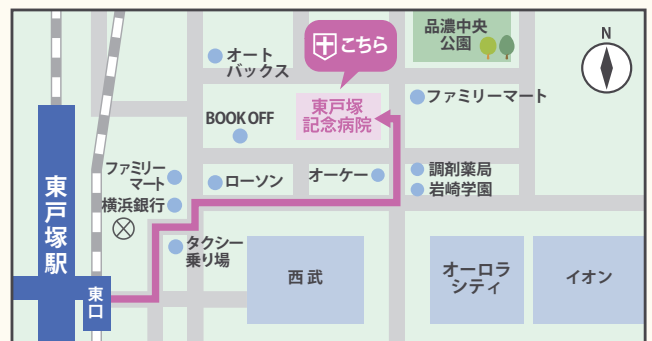 オート
バックス
こちら
品濃中央
公園
N
BOOK OFF
東戸塚
記念病院
ファミリーマート
ファミリー
マート
ローソン
オーケー
調剤薬局
岩崎学園
横浜銀行
東戸塚駅
タクシー
乗り場
西武
オーロラ
シティ
イオン
東口